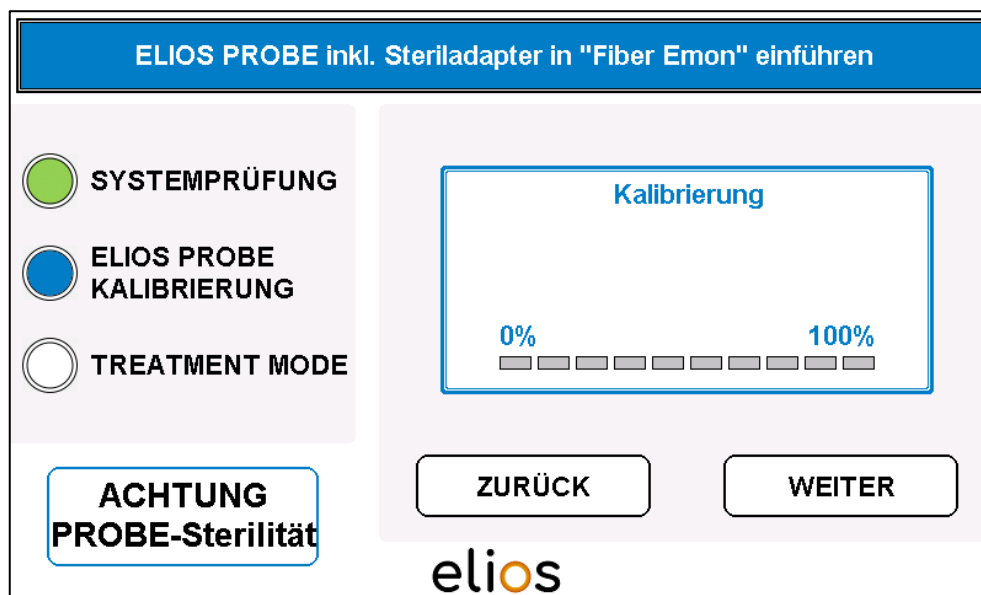 ELIOS PROBE inkl. Steriladapter in "Fiber Emon" einführen
SYSTEMPRÜFUNG
ELIOS PROBE
KALIBRIERUNG
TREATMENT MODE
ACHTUNG
PROBE-Sterilität
Kalibrierung
0% 100%
ZURÜCK WEITER
elios